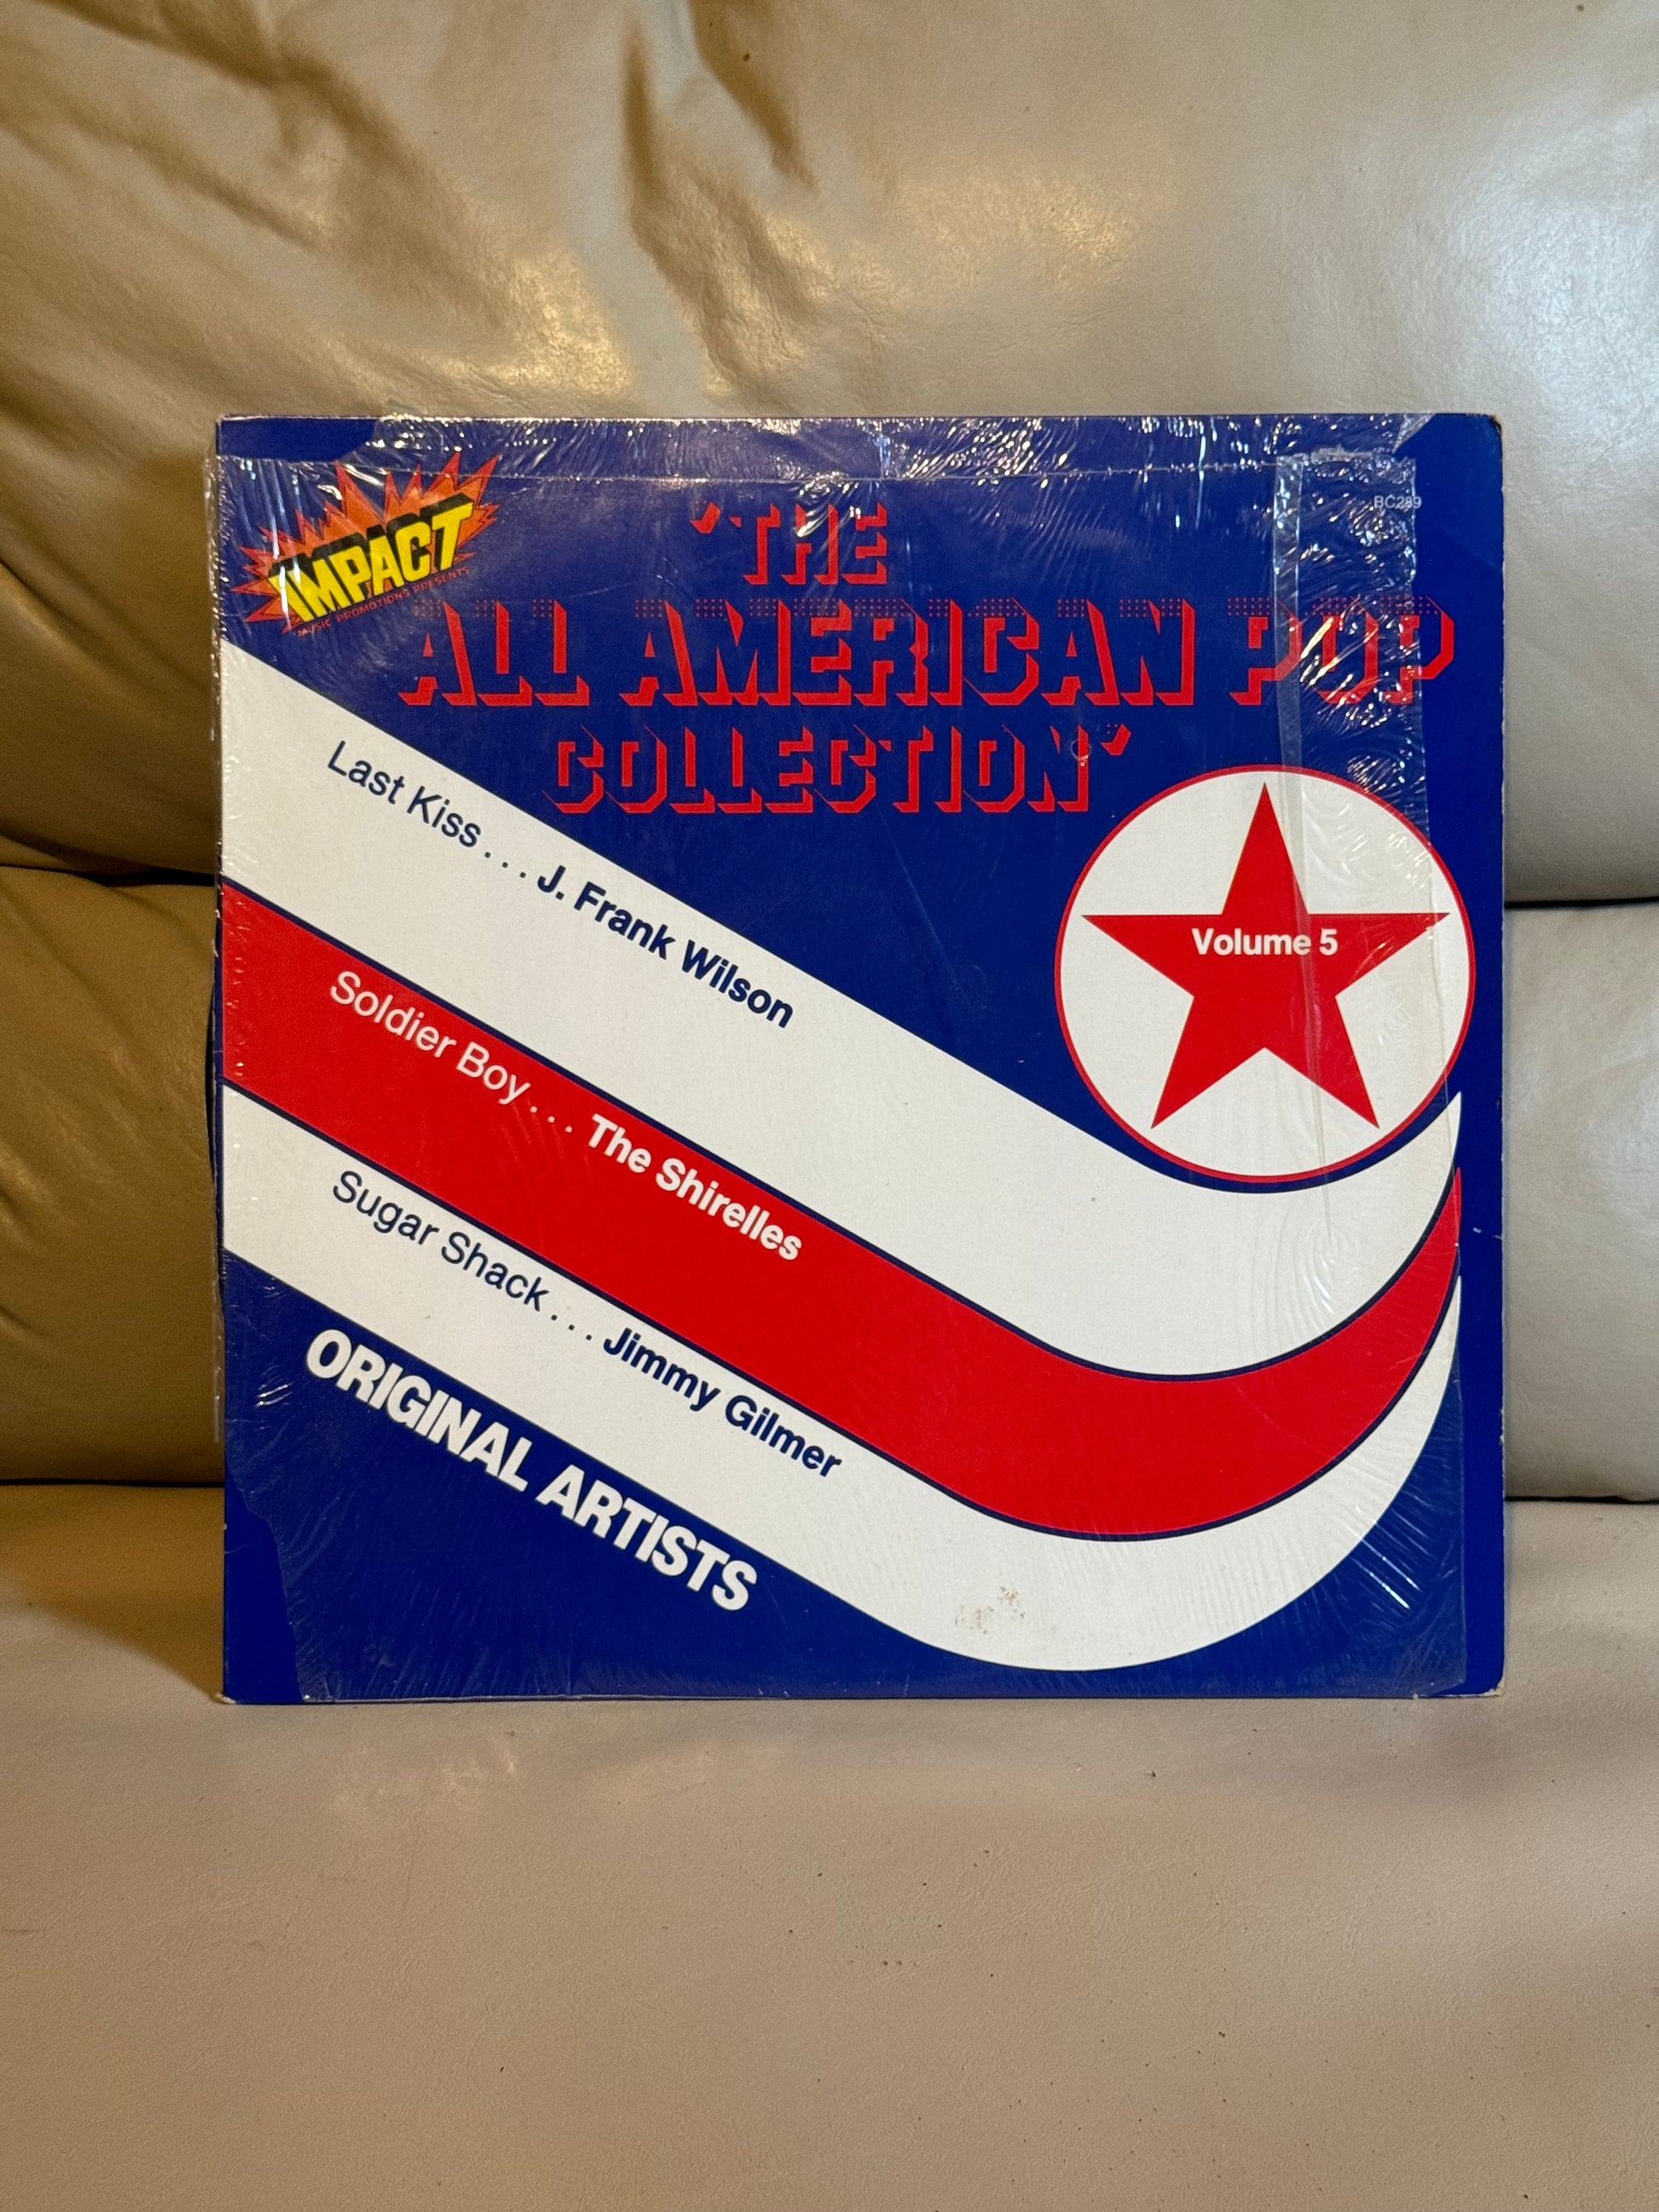 IMPACT
MUSIC PROMOTIONS PRESENTS
BC289
'THE
ALL AMERICAN POP
COLLECTION'
Volume 5
Last Kiss . . . J. Frank Wilson
Soldier Boy . . . The Shirelles
Sugar Shack . . . Jimmy Gilmer
ORIGINAL ARTISTS